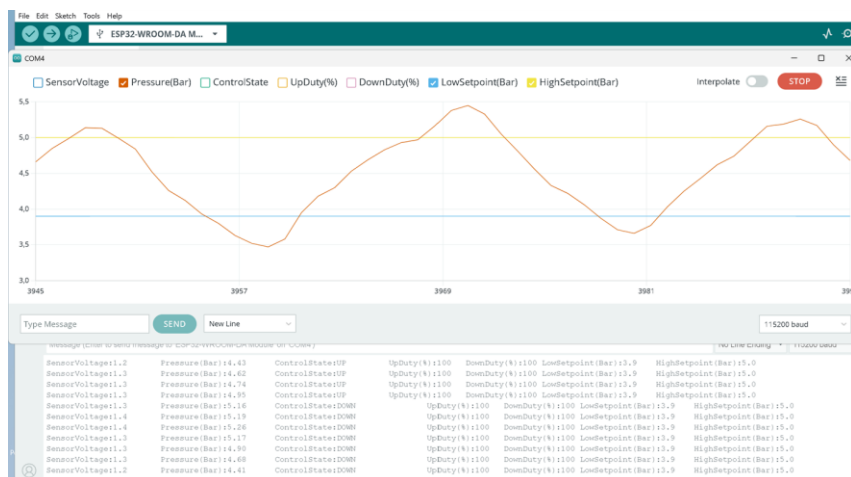 File Edit Sketch Tools Help
ESP32-WROOM-DA M...
COM4
SensorVoltage Pressure(Bar) ControlState UpDuty(%) DownDuty(%) LowSetpoint(Bar) HighSetpoint(Bar) Interpolate STOP
5,5
5,0
4,5
4,0
3,5
3,0
3945 3957 3969 3981
Type Message SEND New Line 115200 baud
SensorVoltage:1.2 Pressure(Bar):4.43 ControlState:UP UpDuty(%):100 DownDuty(%):100 LowSetpoint(Bar):3.9 HighSetpoint(Bar):5.0
SensorVoltage:1.3 Pressure(Bar):4.62 ControlState:UP UpDuty(%):100 DownDuty(%):100 LowSetpoint(Bar):3.9 HighSetpoint(Bar):5.0
SensorVoltage:1.3 Pressure(Bar):4.74 ControlState:UP UpDuty(%):100 DownDuty(%):100 LowSetpoint(Bar):3.9 HighSetpoint(Bar):5.0
SensorVoltage:1.3 Pressure(Bar):4.95 ControlState:UP UpDuty(%):100 DownDuty(%):100 LowSetpoint(Bar):3.9 HighSetpoint(Bar):5.0
SensorVoltage:1.3 Pressure(Bar):5.16 ControlState:DOWN UpDuty(%):100 DownDuty(%):100 LowSetpoint(Bar):3.9 HighSetpoint(Bar):5.0
SensorVoltage:1.4 Pressure(Bar):5.19 ControlState:DOWN UpDuty(%):100 DownDuty(%):100 LowSetpoint(Bar):3.9 HighSetpoint(Bar):5.0
SensorVoltage:1.4 Pressure(Bar):5.26 ControlState:DOWN UpDuty(%):100 DownDuty(%):100 LowSetpoint(Bar):3.9 HighSetpoint(Bar):5.0
SensorVoltage:1.3 Pressure(Bar):5.17 ControlState:DOWN UpDuty(%):100 DownDuty(%):100 LowSetpoint(Bar):3.9 HighSetpoint(Bar):5.0
SensorVoltage:1.3 Pressure(Bar):4.90 ControlState:DOWN UpDuty(%):100 DownDuty(%):100 LowSetpoint(Bar):3.9 HighSetpoint(Bar):5.0
SensorVoltage:1.3 Pressure(Bar):4.68 ControlState:DOWN UpDuty(%):100 DownDuty(%):100 LowSetpoint(Bar):3.9 HighSetpoint(Bar):5.0
SensorVoltage:1.2 Pressure(Bar):4.41 ControlState:DOWN UpDuty(%):100 DownDuty(%):100 LowSetpoint(Bar):3.9 HighSetpoint(Bar):5.0